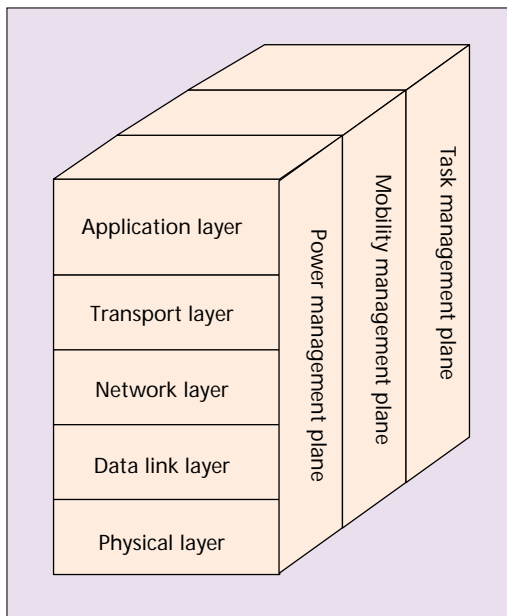 Application layer
Transport layer
Network layer
Data link layer
Physical layer
Power management plane
Mobility management plane
Task management plane